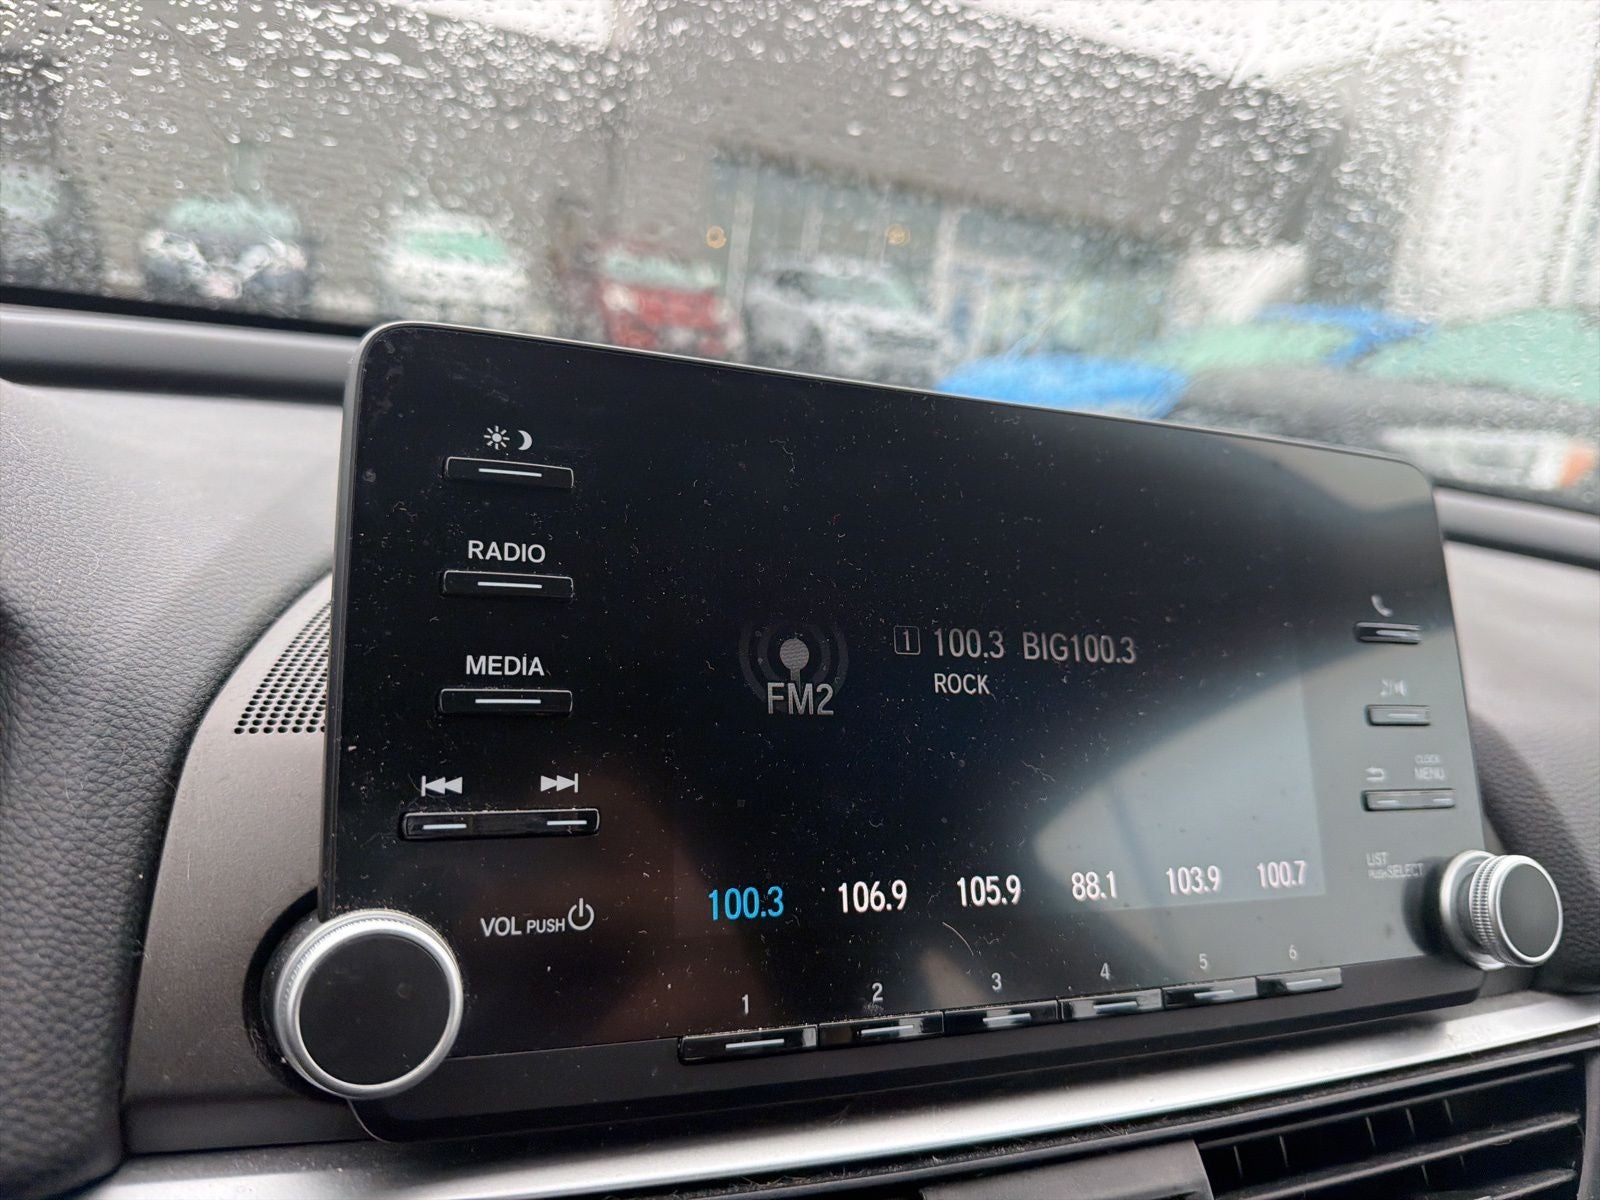 RADIO
MEDIA
VOL PUSH
FM2
1 100.3 BIG100.3
ROCK
100.3 106.9 105.9 88.1 103.9 100.7
1 2 3 4 5 6
CLOCK
MENU
LIST
PUSH SELECT